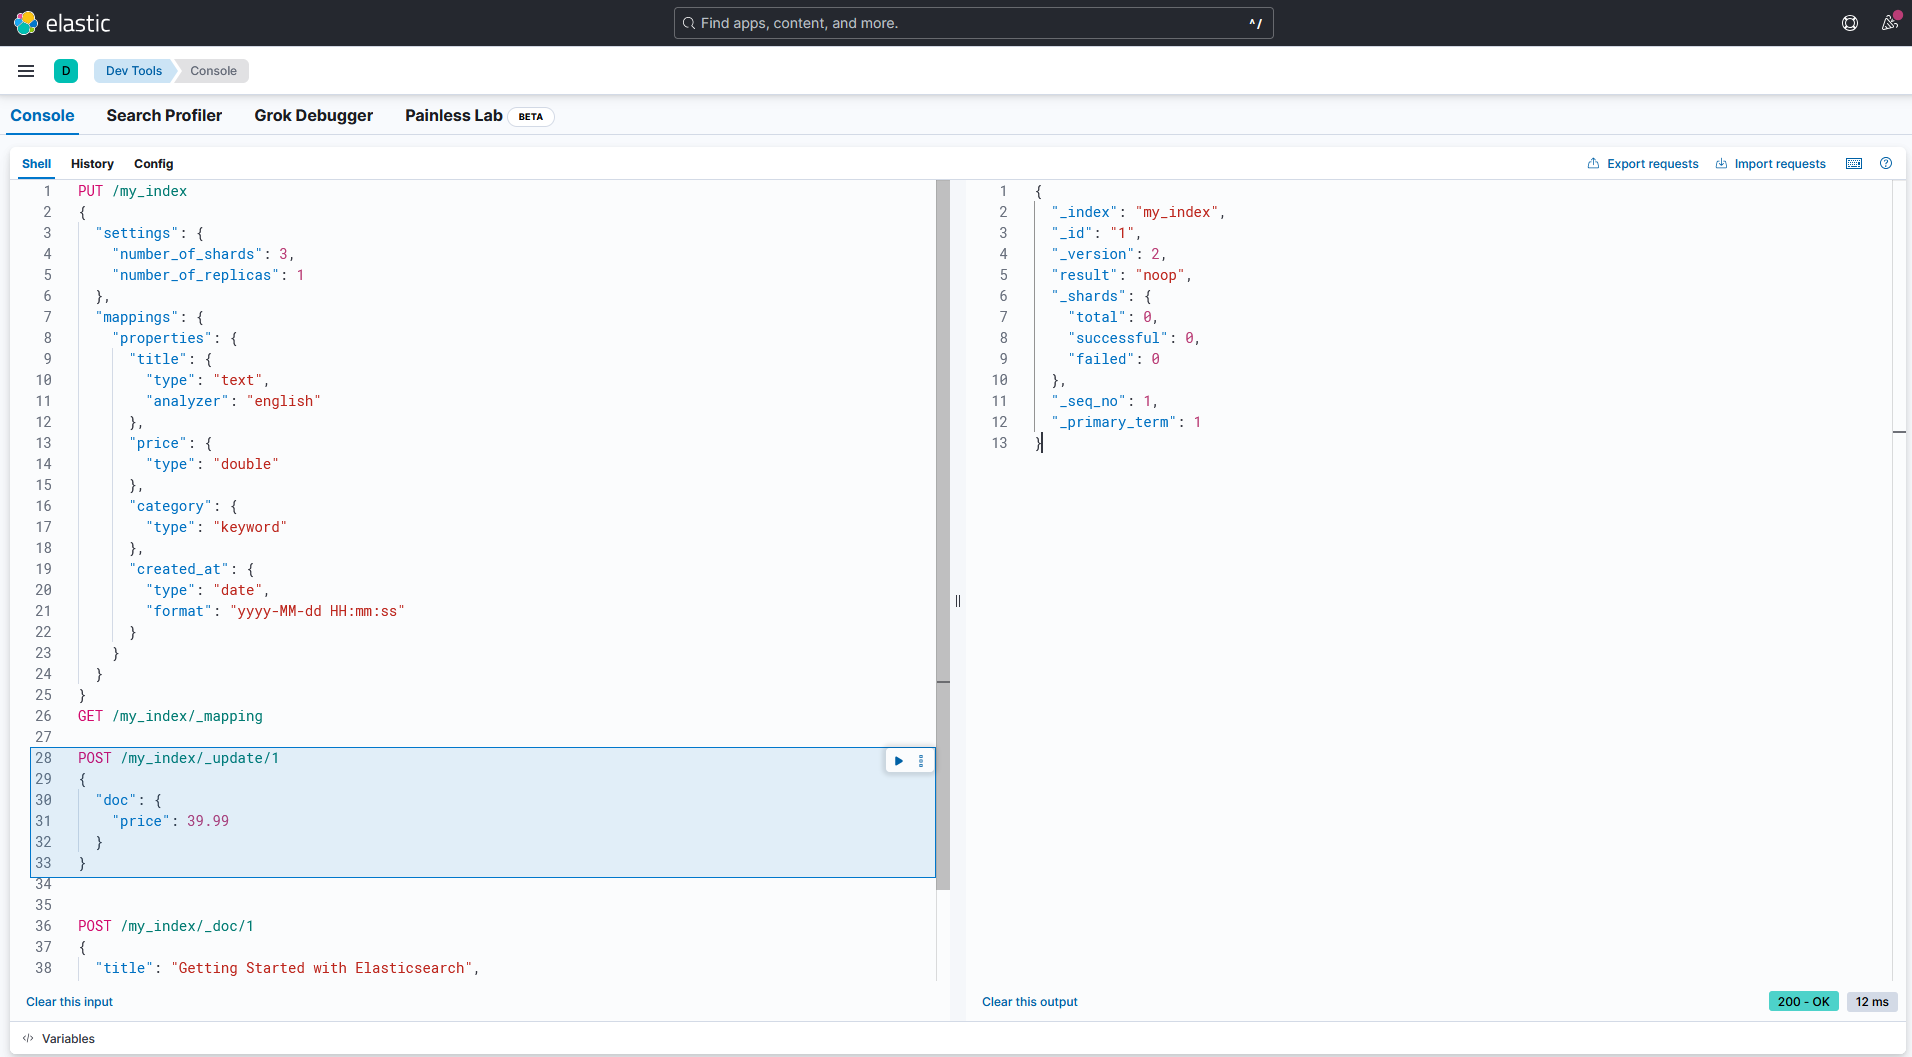 elastic
Find apps, content, and more.
^/
D
Dev Tools
Console
Console
Search Profiler
Grok Debugger
Painless Lab
BETA
Shell
History
Config
Export requests
Import requests
1 PUT /my_index
2 {
3 "settings": {
4 "number_of_shards": 3,
5 "number_of_replicas": 1
6 },
7 "mappings": {
8 "properties": {
9 "title": {
10 "type": "text",
11 "analyzer": "english"
12 },
13 "price": {
14 "type": "double"
15 },
16 "category": {
17 "type": "keyword"
18 },
19 "created_at": {
20 "type": "date",
21 "format": "yyyy-MM-dd HH:mm:ss"
22 }
23 }
24 }
25 }
26 GET /my_index/_mapping
27
28 POST /my_index/_update/1
29 {
30 "doc": {
31 "price": 39.99
32 }
33 }
34
35
36 POST /my_index/_doc/1
37 {
38 "title": "Getting Started with Elasticsearch",
1 {
2 "_index": "my_index",
3 "_id": "1",
4 "_version": 2,
5 "result": "noop",
6 "_shards": {
7 "total": 0,
8 "successful": 0,
9 "failed": 0
10 },
11 "_seq_no": 1,
12 "_primary_term": 1
13 }
Clear this input
Clear this output
200 - OK
12 ms
Variables